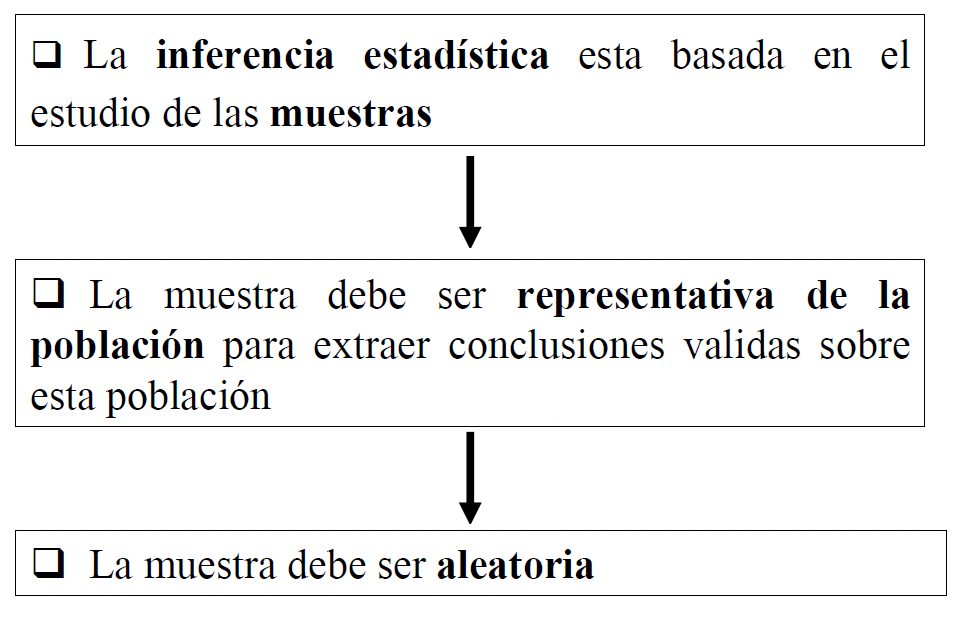 ❑ La inferencia estadística esta basada en el
estudio de las muestras
❑ La muestra debe ser representativa de la
población para extraer conclusiones validas sobre
esta población
❑ La muestra debe ser aleatoria